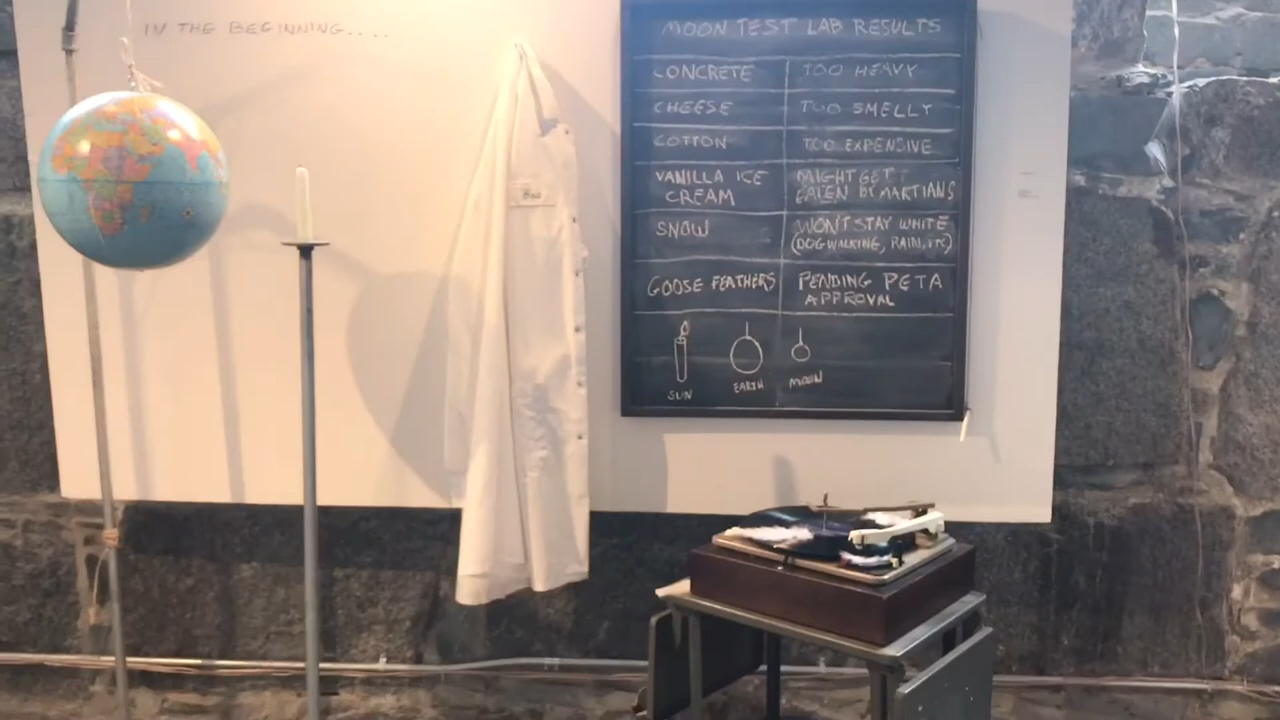 IN THE BEGINNING....
MOON TEST LAB RESULTS
CONCRETE TOO HEAVY
CHEESE TOO SMELLY
COTTON TOO EXPENSIVE
VANILLA ICE MIGHT GET
CREAM EATEN BY MARTIANS
SNOW WON'T STAY WHITE
(DOG WALKING, RAIN, ETC)
GOOSE FEATHERS PENDING PETA
APPROVAL
SUN EARTH MOON